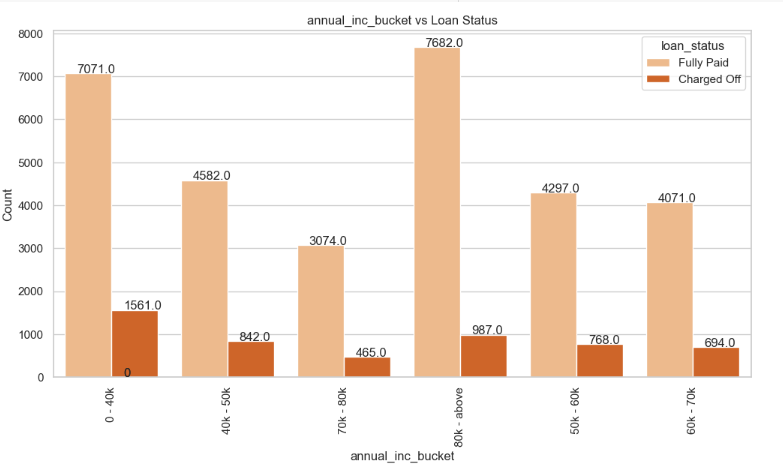 annual_inc_bucket vs Loan Status
loan_status
Fully Paid
Charged Off
Count
8000
7000
6000
5000
4000
3000
2000
1000
0
7071.0
1561.0
0
4582.0
842.0
3074.0
465.0
7682.0
987.0
4297.0
768.0
4071.0
694.0
0 - 40k
40k - 50k
70k - 80k
80k - above
50k - 60k
60k - 70k
annual_inc_bucket